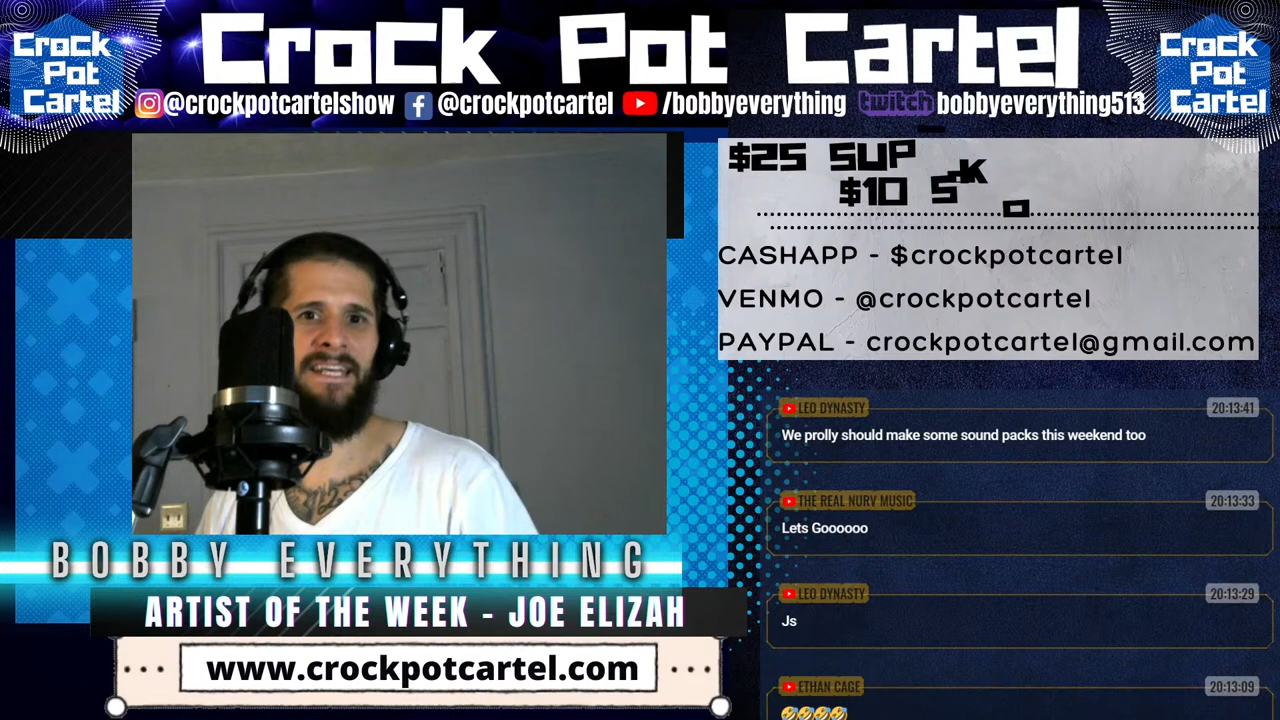 Crock Pot Cartel
Crock
Pot
Cartel
Crock
Pot
Cartel
@crockpotcartelshow @crockpotcartel /bobbyeverything twitch bobbyeverything513
$25 SUP
$10 S
CASHAPP - $crockpotcartel
VENMO - @crockpotcartel
PAYPAL - crockpotcartel@gmail.com
LEO DYNASTY 20:13:41
We prolly should make some sound packs this weekend too
THE REAL NURV MUSIC 20:13:33
Lets Goooooo
LEO DYNASTY 20:13:29
Js
ETHAN CAGE 20:13:09
BOBBY EVERYTHING
ARTIST OF THE WEEK - JOE ELIZAH
www.crockpotcartel.com